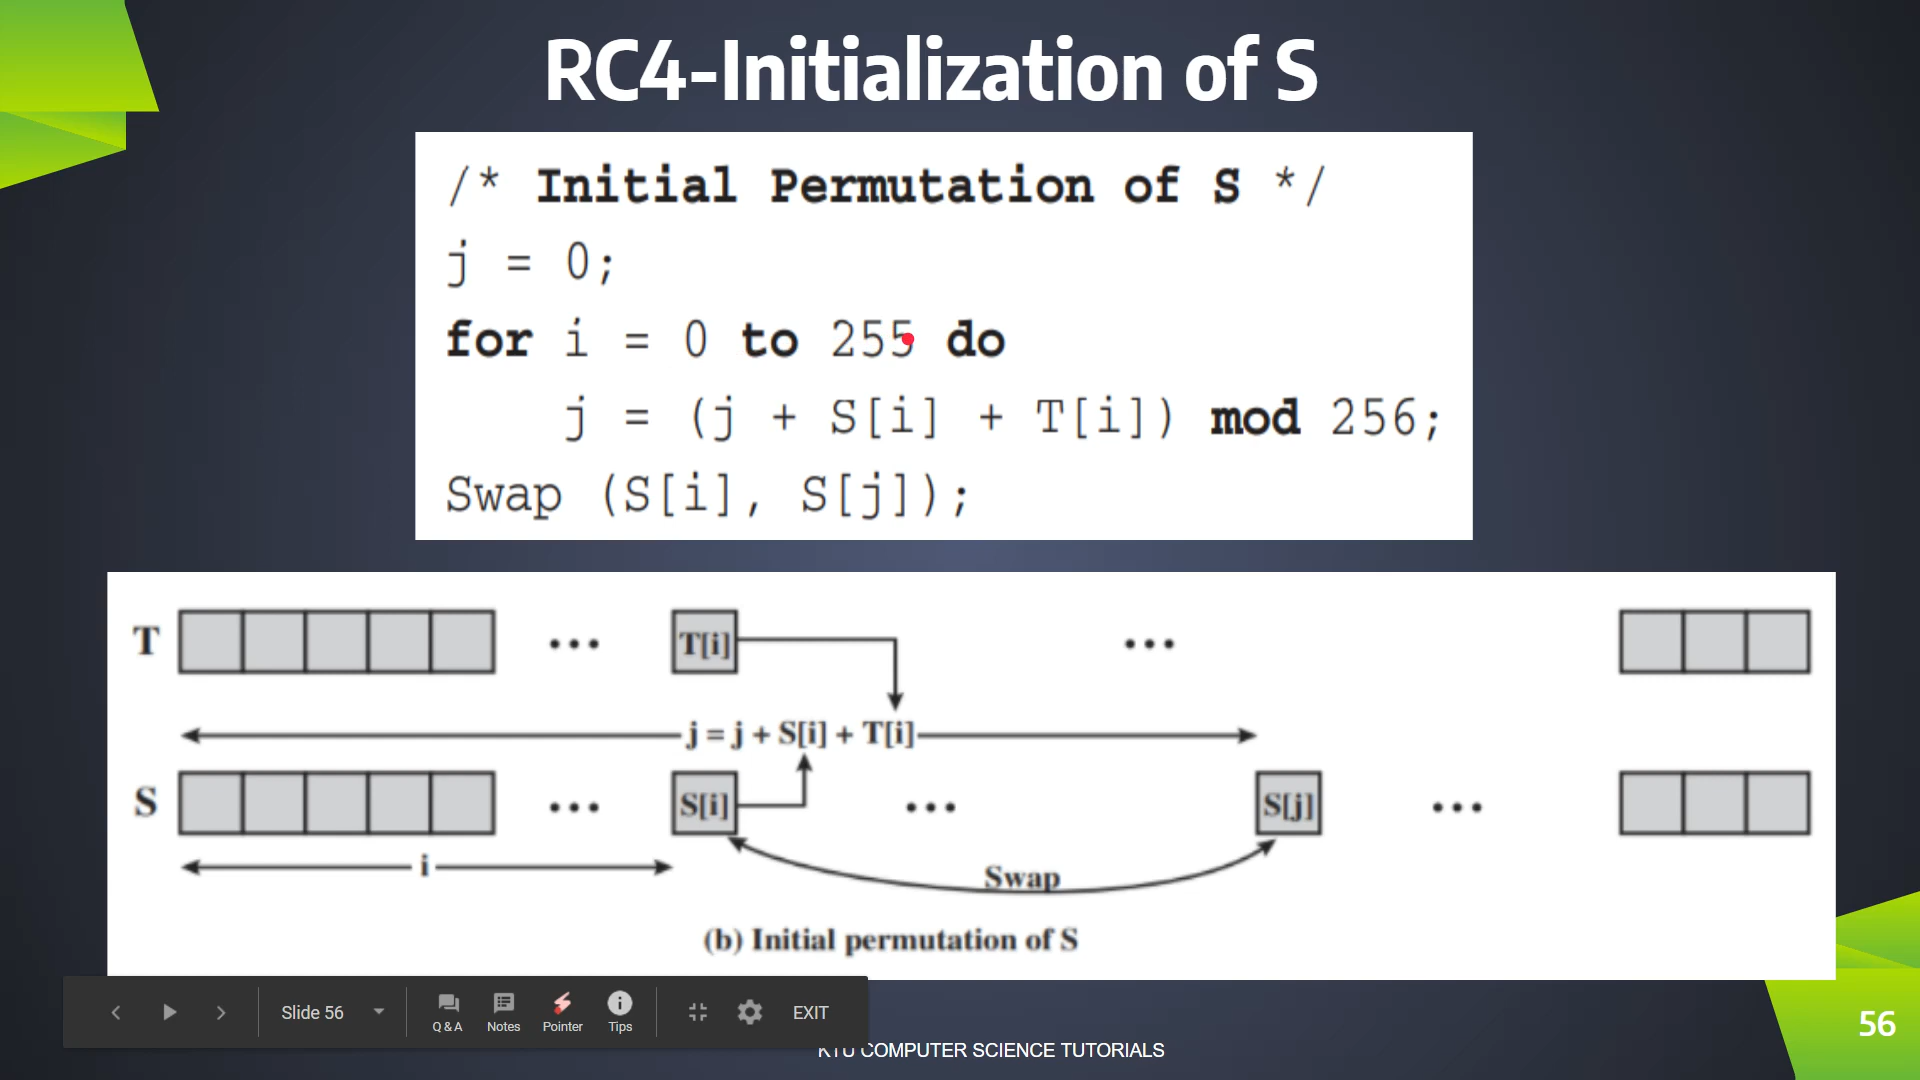 RC4-Initialization of S
/* Initial Permutation of S */
j = 0;
for i = 0 to 255 do
j = (j + S[i] + T[i]) mod 256;
Swap (S[i], S[j]);
T T[i]
j = j + S[i] + T[i]
S S[i] S[j]
i
Swap
(b) Initial permutation of S
Slide 56
Q & A Notes Pointer Tips
EXIT
56
KTU COMPUTER SCIENCE TUTORIALS